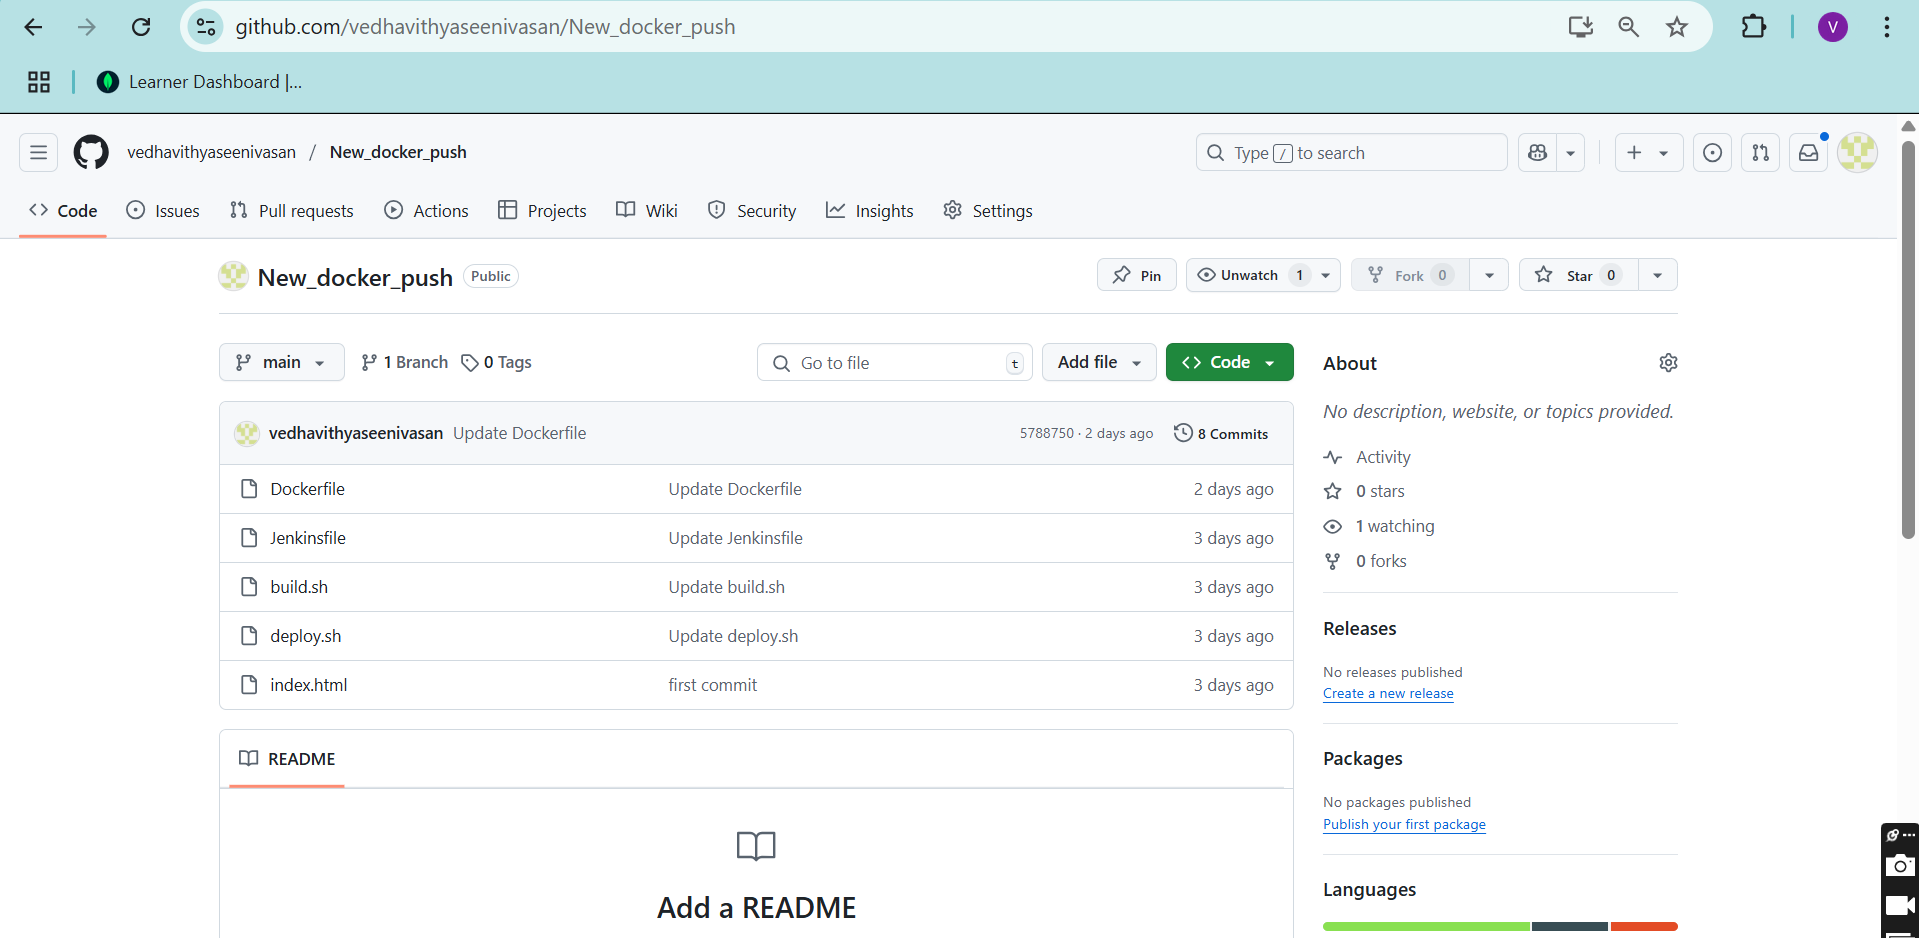 github.com/vedhavithyaseenivasan/New_docker_push
V
Learner Dashboard |...
vedhavithyaseenivasan / New_docker_push
Type / to search
Code
Issues
Pull requests
Actions
Projects
Wiki
Security
Insights
Settings
New_docker_push Public
Pin
Unwatch 1
Fork 0
Star 0
main
1 Branch
0 Tags
Go to file t
Add file
<> Code
vedhavithyaseenivasan Update Dockerfile 5788750 · 2 days ago 8 Commits
Dockerfile Update Dockerfile 2 days ago
Jenkinsfile Update Jenkinsfile 3 days ago
build.sh Update build.sh 3 days ago
deploy.sh Update deploy.sh 3 days ago
index.html first commit 3 days ago
README
Add a README
About
No description, website, or topics provided.
Activity
0 stars
1 watching
0 forks
Releases
No releases published
Create a new release
Packages
No packages published
Publish your first package
Languages